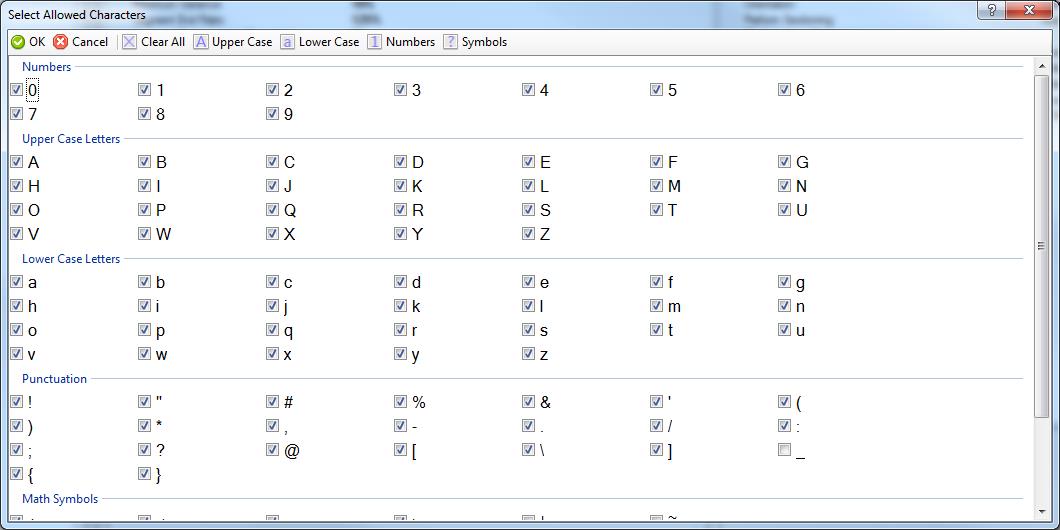 Select Allowed Characters
OK Cancel Clear All A Upper Case a Lower Case 1 Numbers ? Symbols
Numbers
0 1 2 3 4 5 6
7 8 9
Upper Case Letters
A B C D E F G
H I J K L M N
O P Q R S T U
V W X Y Z
Lower Case Letters
a b c d e f g
h i j k l m n
o p q r s t u
v w x y z
Punctuation
! " # % & ' (
) * , - . / :
; ? @ [ \ ] _
{ }
Math Symbols